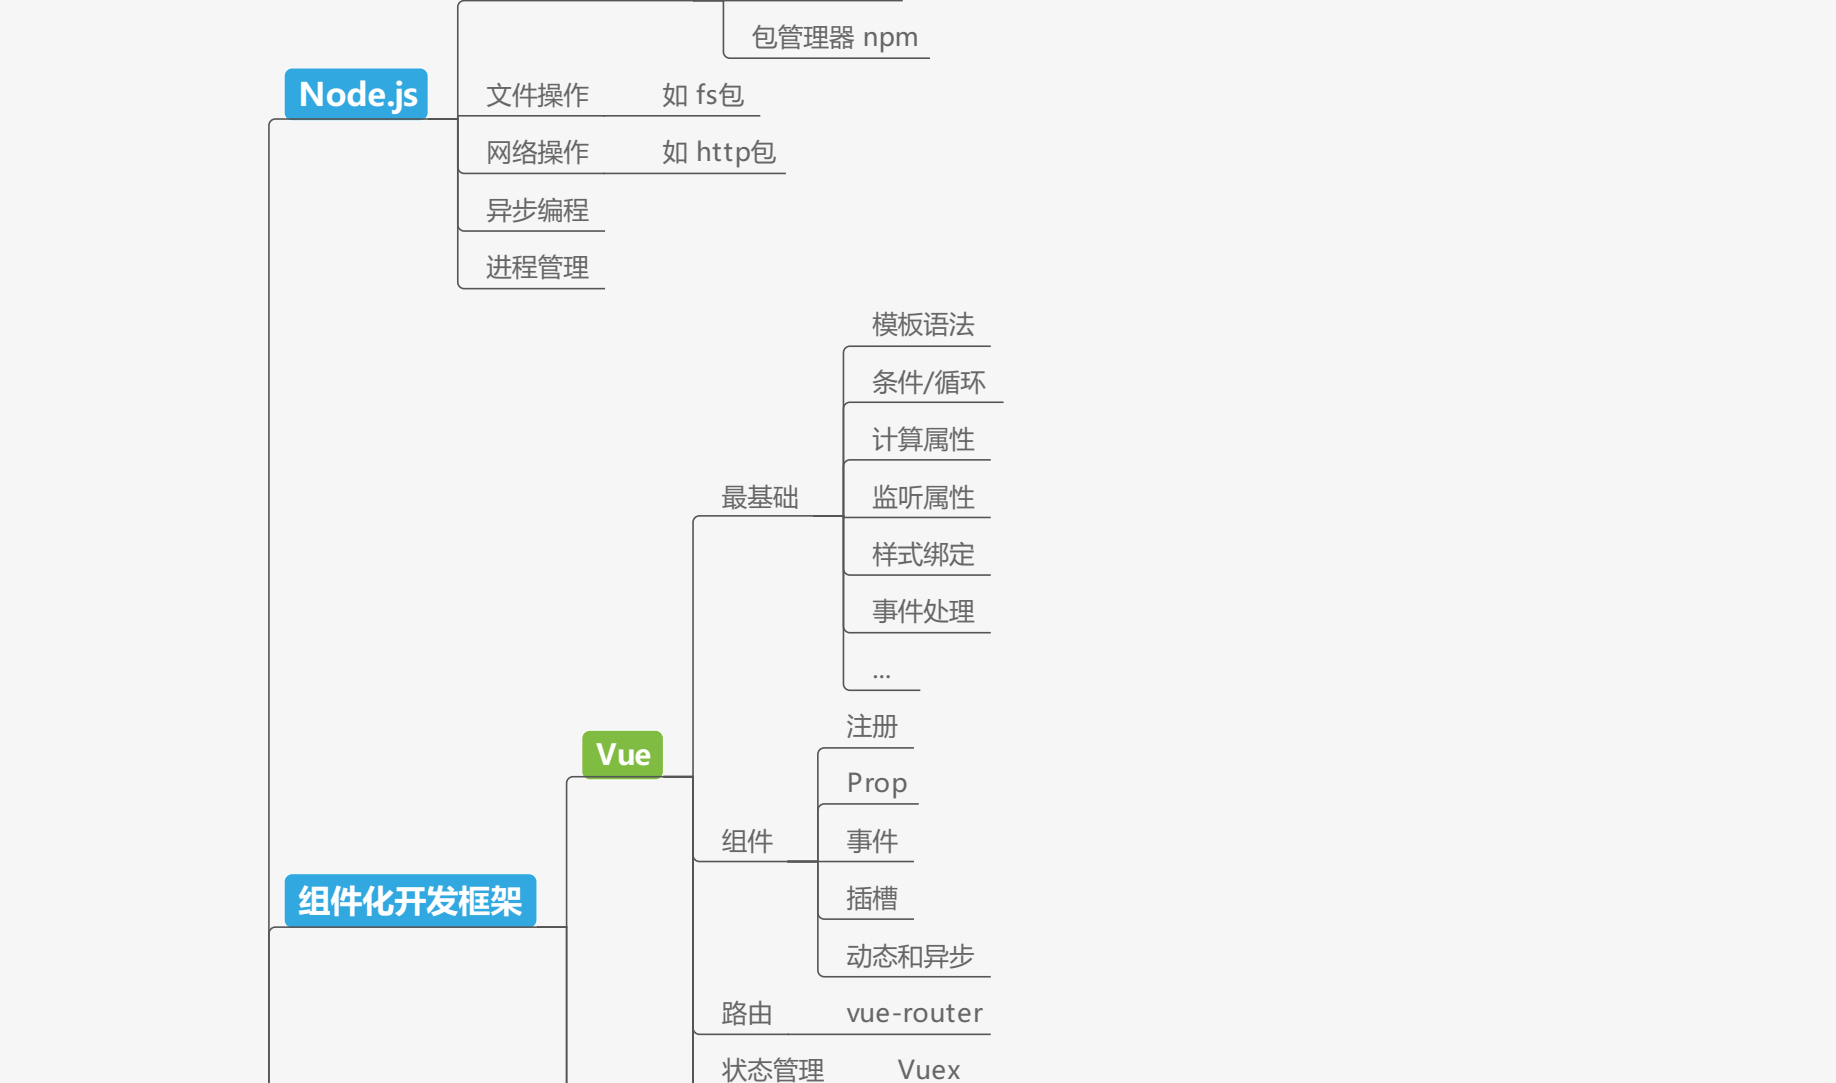 包管理器 npm
Node.js
文件操作 如 fs包
网络操作 如 http包
异步编程
进程管理
模板语法
条件/循环
计算属性
最基础 监听属性
样式绑定
事件处理
...
注册
Vue
Prop
组件 事件
组件化开发框架
插槽
动态和异步
路由 vue-router
状态管理 Vuex